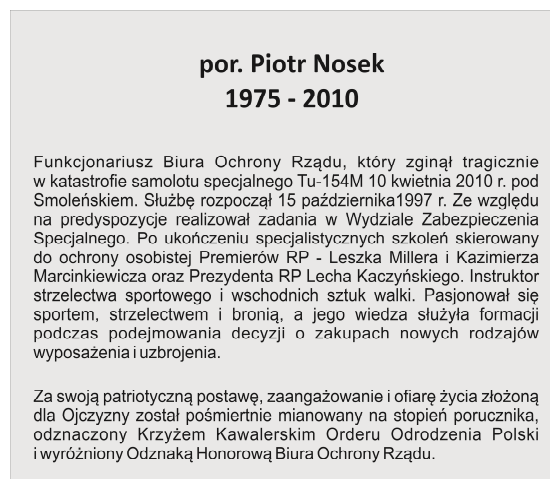 por. Piotr Nosek
1975 - 2010
Funkcjonariusz Biura Ochrony Rządu, który zginął tragicznie
w katastrofie samolotu specjalnego Tu-154M 10 kwietnia 2010 r. pod
Smoleńskiem. Służbę rozpoczął 15 października1997 r. Ze względu
na predyspozycje realizował zadania w Wydziale Zabezpieczenia
Specjalnego. Po ukończeniu specjalistycznych szkoleń skierowany
do ochrony osobistej Premierów RP - Leszka Millera i Kazimierza
Marcinkiewicza oraz Prezydenta RP Lecha Kaczyńskiego. Instruktor
strzelectwa sportowego i wschodnich sztuk walki. Pasjonował się
sportem, strzelectwem i bronią, a jego wiedza służyła formacji
podczas podejmowania decyzji o zakupach nowych rodzajów
wyposażenia i uzbrojenia.
Za swoją patriotyczną postawę, zaangażowanie i ofiarę życia złożoną
dla Ojczyzny został pośmiertnie mianowany na stopień porucznika,
odznaczony Krzyżem Kawalerskim Orderu Odrodzenia Polski
i wyróżniony Odznaką Honorową Biura Ochrony Rządu.